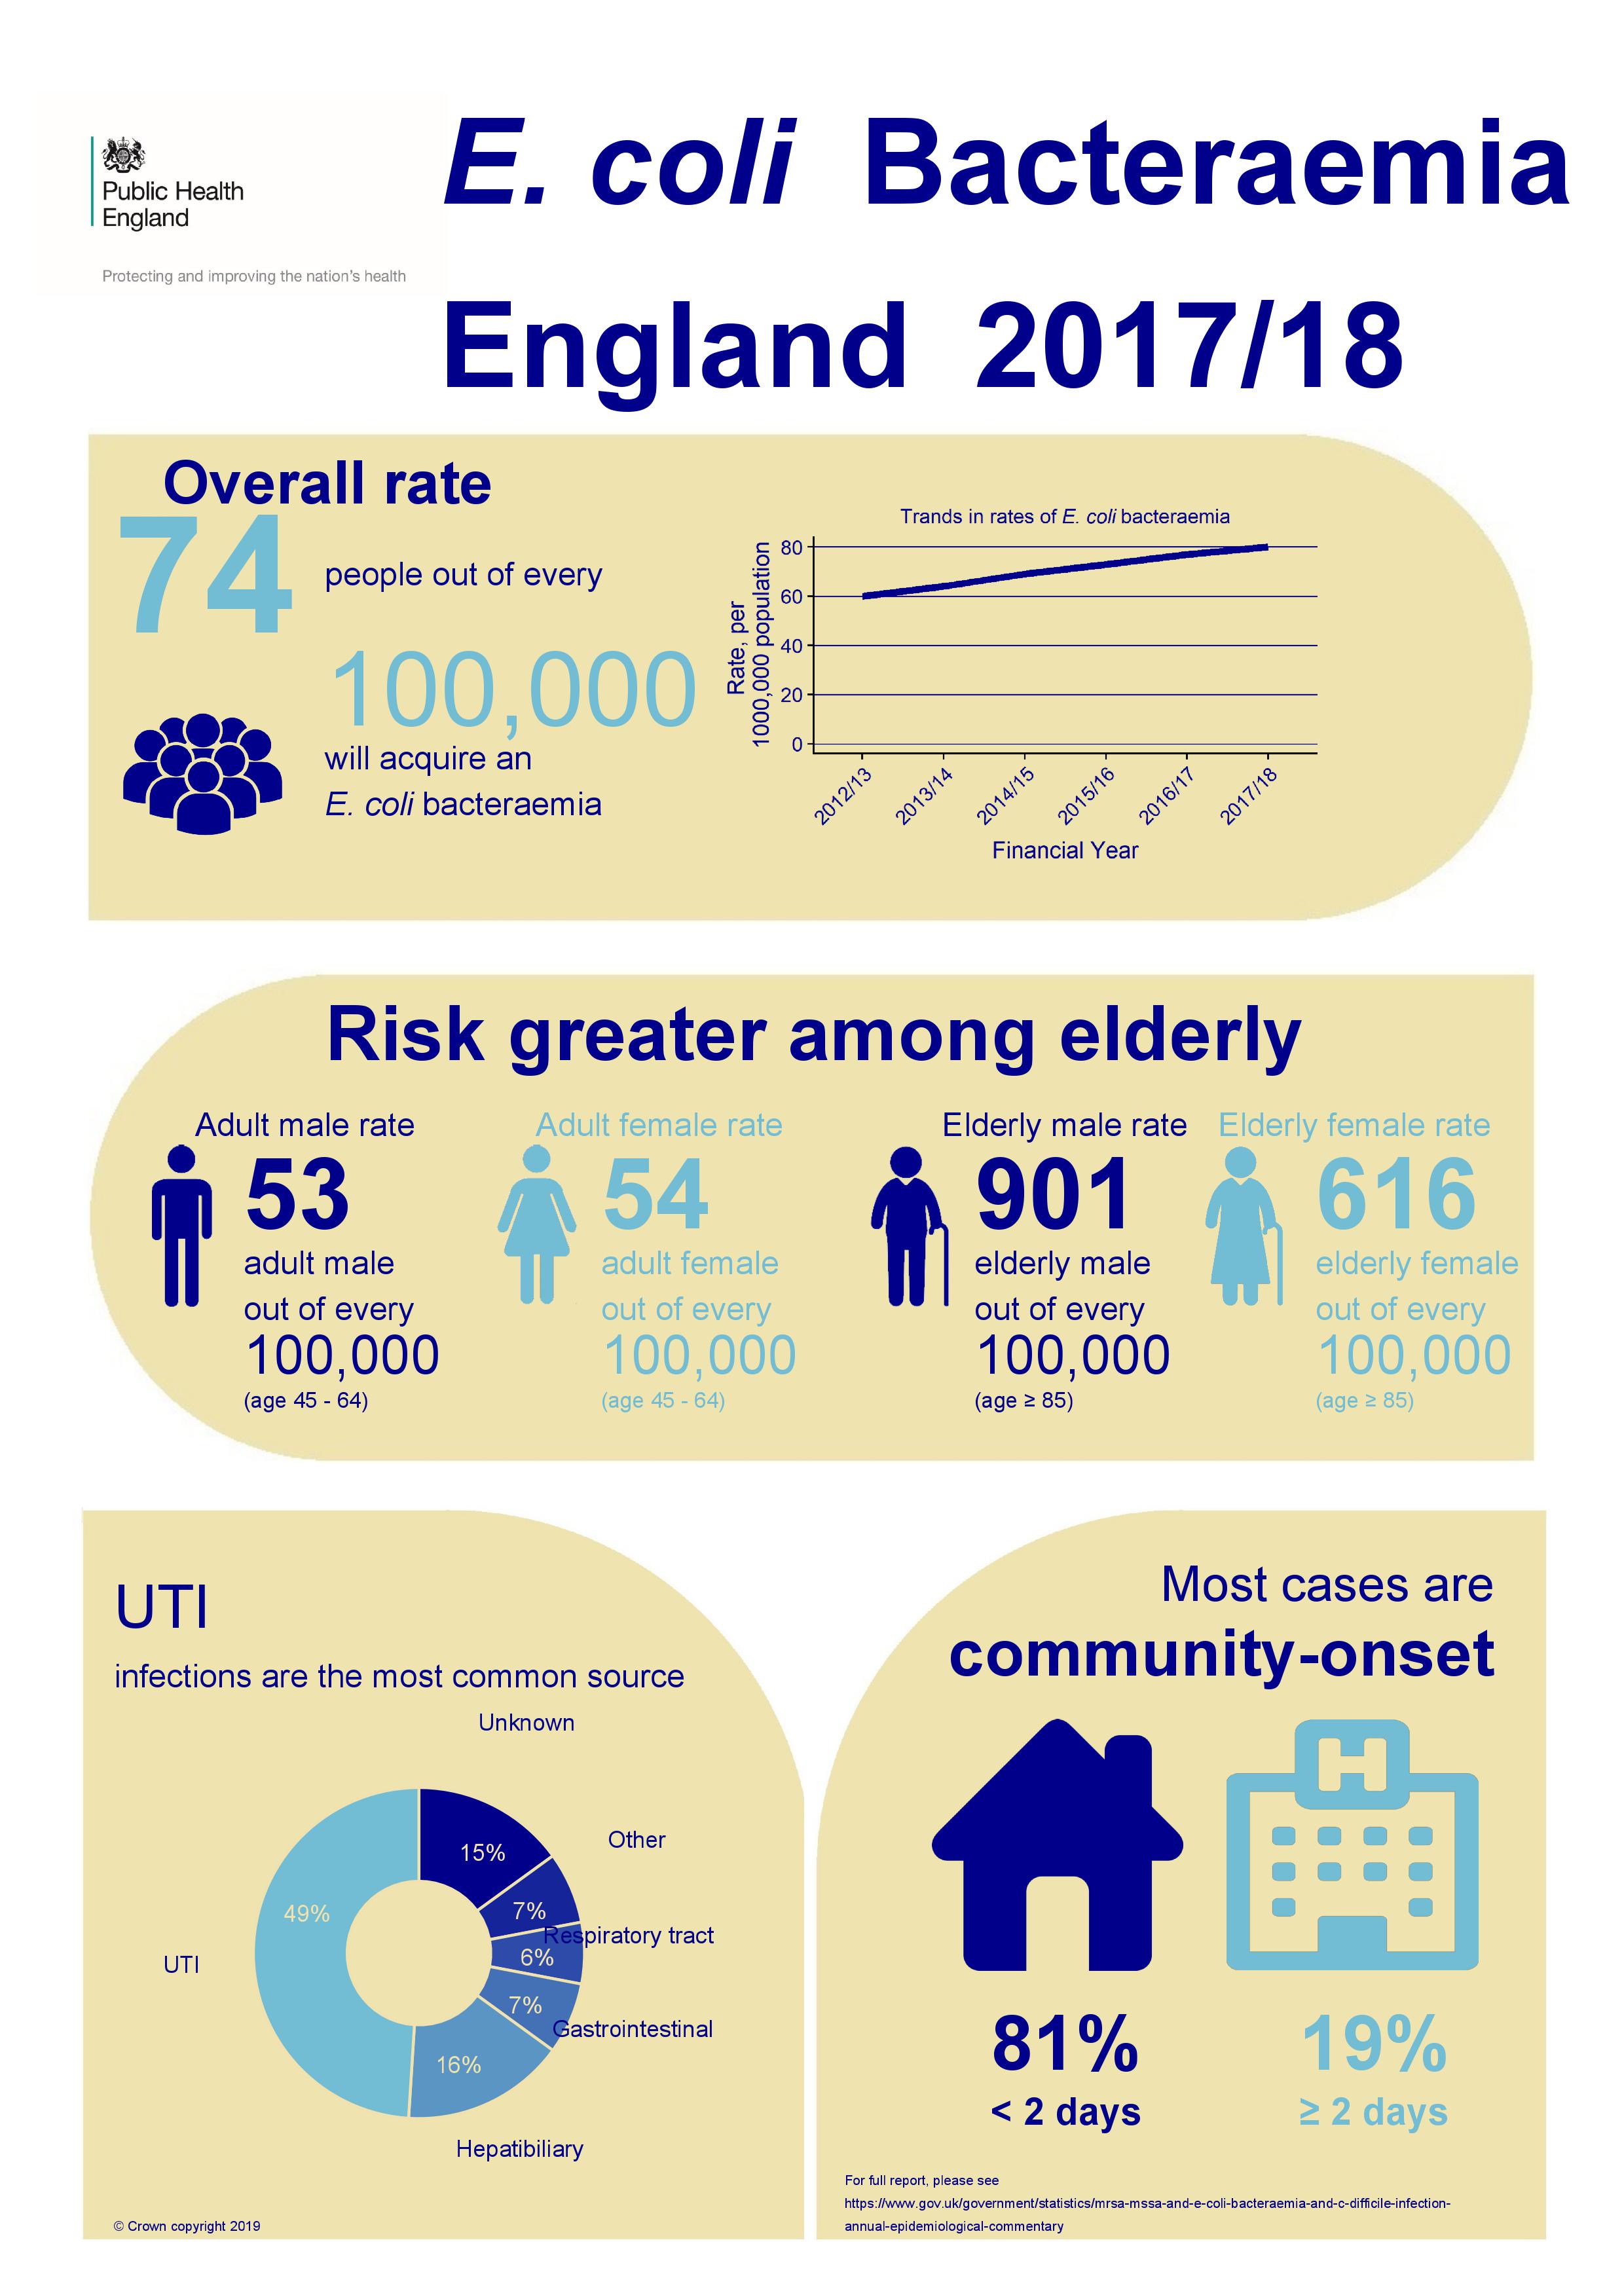 Public Health
England
Protecting and improving the nation's health
E. coli Bacteraemia
England 2017/18
Overall rate
74
people out of every
100,000
will acquire an
E. coli bacteraemia
Trands in rates of E. coli bacteraemia
Rate, per
1000,000 population
80
60
40
20
0
2012/13
2013/14
2014/15
2015/16
2016/17
2017/18
Financial Year
Risk greater among elderly
Adult male rate
53
adult male
out of every
100,000
(age 45 - 64)
Adult female rate
54
adult female
out of every
100,000
(age 45 - 64)
Elderly male rate
901
elderly male
out of every
100,000
(age ≥ 85)
Elderly female rate
616
elderly female
out of every
100,000
(age ≥ 85)
UTI
infections are the most common source
Unknown
15%
Other
7%
Respiratory tract
6%
Gastrointestinal
7%
Hepatibiliary
16%
UTI
49%
© Crown copyright 2019
Most cases are
community-onset
H
81%
< 2 days
19%
≥ 2 days
For full report, please see
https://www.gov.uk/government/statistics/mrsa-mssa-and-e-coli-bacteraemia-and-c-difficile-infection-
annual-epidemiological-commentary